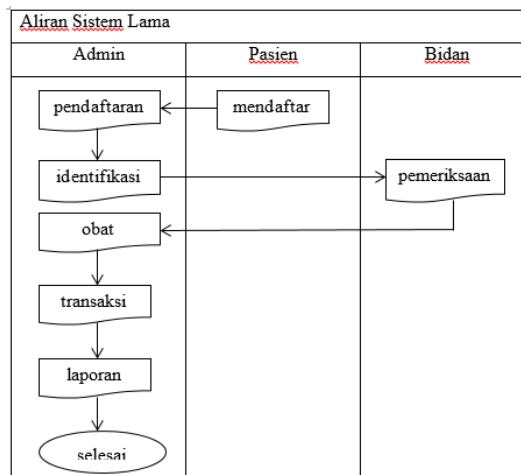 Aliran Sistem Lama
Admin Pasien Bidan
pendaftaran mendaftar
identifikasi pemeriksaan
obat
transaksi
laporan
selesai